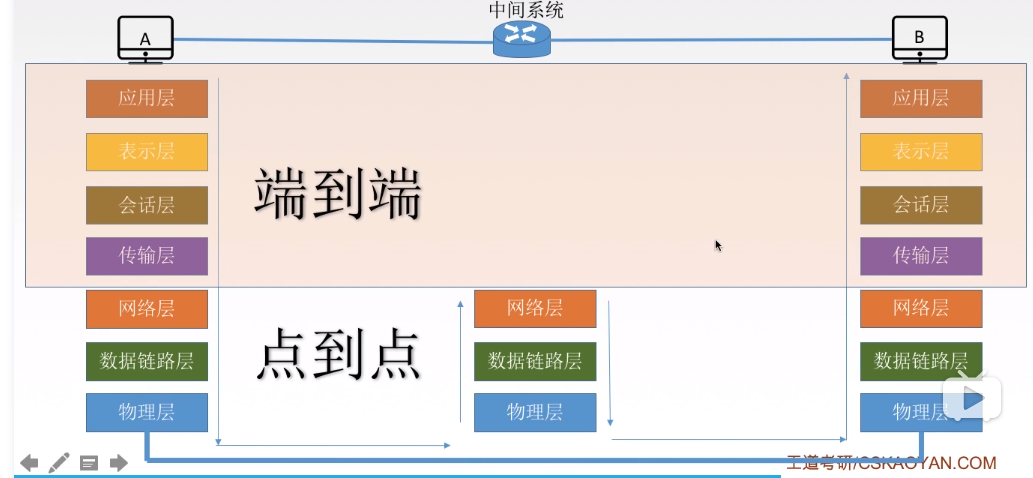 中间系统
A
B
应用层
应用层
表示层
表示层
会话层
会话层
端到端
传输层
传输层
网络层
网络层
网络层
点到点
数据链路层
数据链路层
数据链路层
物理层
物理层
物理层
王道考研/CSKAOYAN.COM